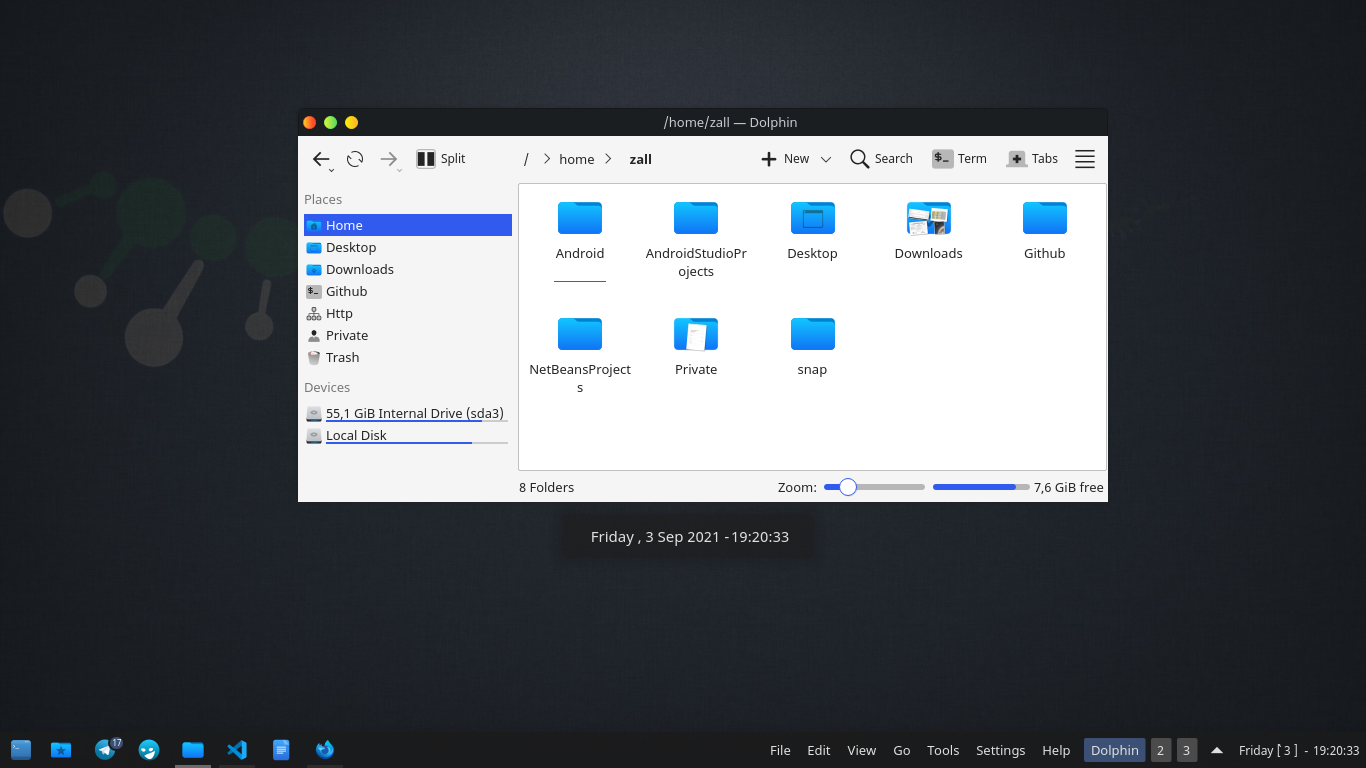 /home/zall — Dolphin
Split
/ home zall
New
Search
Term
Tabs
Places
Home
Desktop
Downloads
Github
Http
Private
Trash
Devices
55,1 GiB Internal Drive (sda3)
Local Disk
Android
AndroidStudioPr
ojects
Desktop
Downloads
Github
NetBeansProject
s
Private
snap
8 Folders
Zoom:
7,6 GiB free
Friday , 3 Sep 2021 -19:20:33
17
File Edit View Go Tools Settings Help
Dolphin 2 3
Friday [ 3 ] - 19:20:33